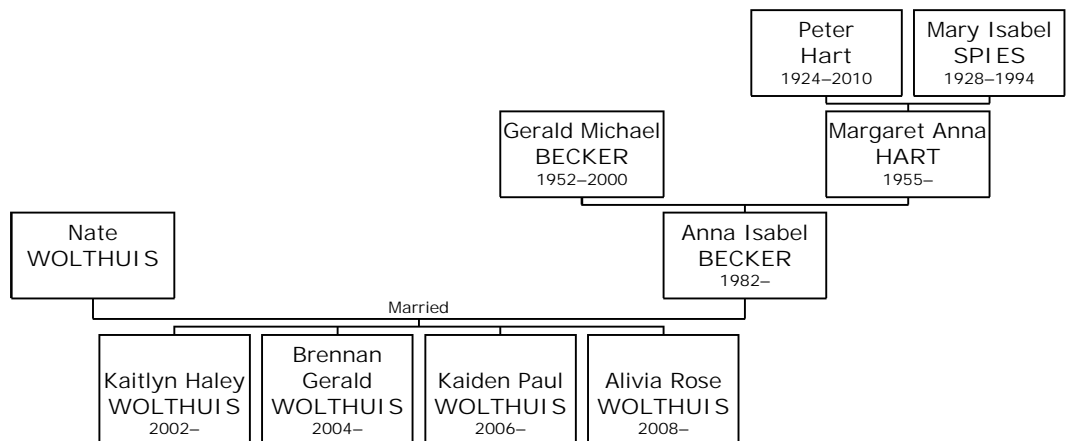 Peter
Hart
1924–2010
Mary Isabel
SPIES
1928–1994
Gerald Michael
BECKER
1952–2000
Margaret Anna
HART
1955–
Nate
WOLTHUIS
Anna Isabel
BECKER
1982–
Married
Kaitlyn Haley
WOLTHUIS
2002–
Brennan
Gerald
WOLTHUIS
2004–
Kaiden Paul
WOLTHUIS
2006–
Alivia Rose
WOLTHUIS
2008–